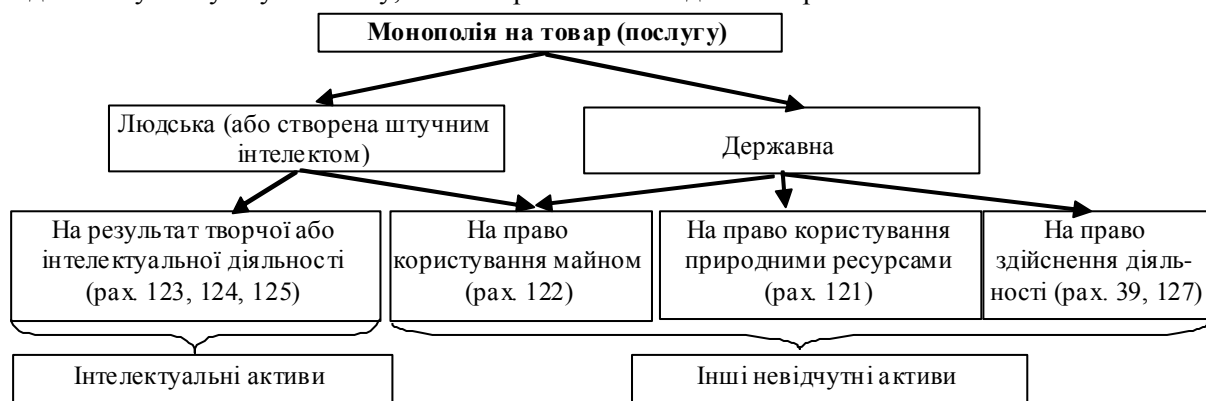 Монополія на товар (послугу)
Людська (або створена штучним
інтелектом)
Державна
На результат творчої або
інтелектуальної діяльності
(рах. 123, 124, 125)
На право
користування майном
(рах. 122)
На право користування
природними ресурсами
(рах. 121)
На право
здійснення діяль-
ності (рах. 39, 127)
Інтелектуальні активи
Інші невідчутні активи